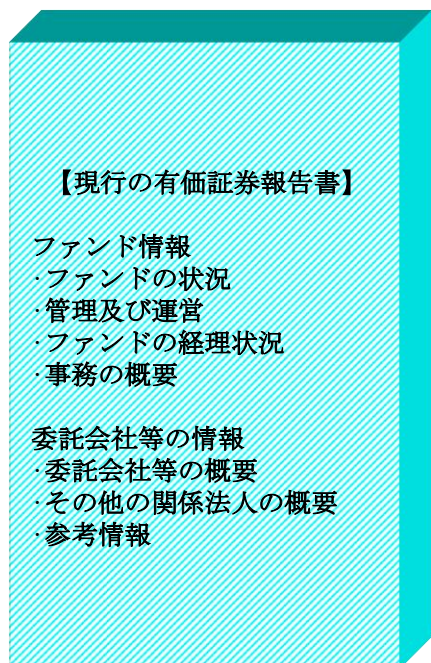 【現行の有価証券報告書】
ファンド情報
·ファンドの状況
·管理及び運営
·ファンドの経理状況
·事務の概要
委託会社等の情報
·委託会社等の概要
·その他の関係法人の概要
·参考情報